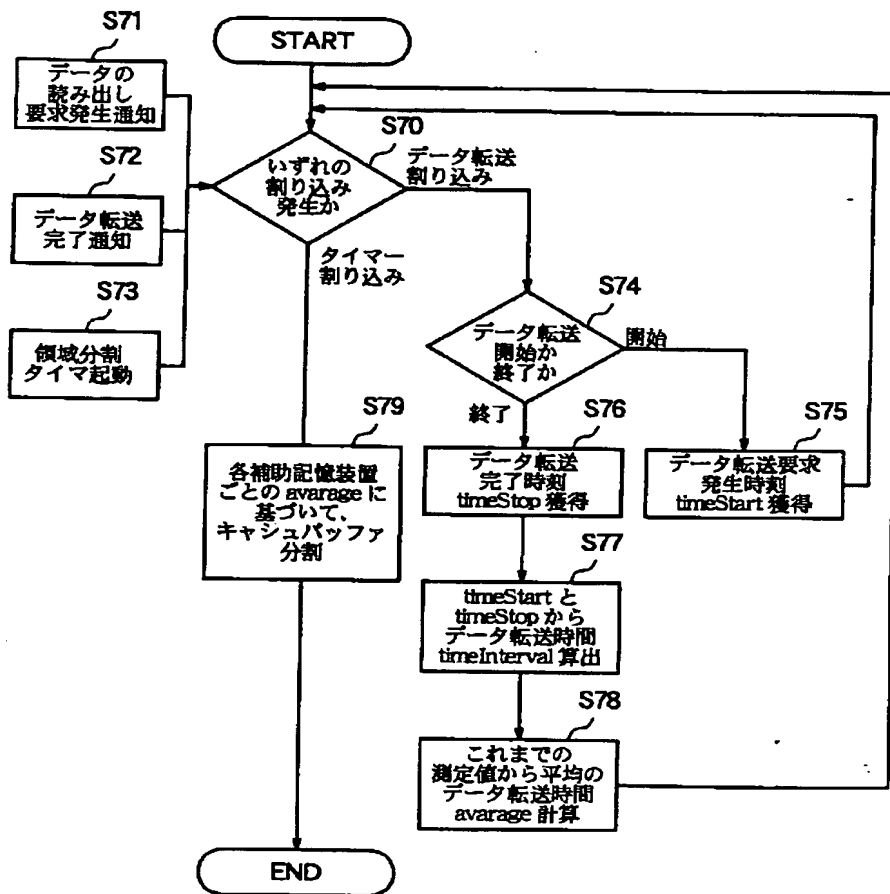 START
S71
データの
読み出し
要求発生通知
S72
データ転送
完了通知
S73
領域分割
タイマ起動
S70
いずれの
割り込み
発生か
データ転送
割り込み
タイマー
割り込み
S74
データ転送
開始か
終了か
開始
終了
S75
データ転送要求
発生時刻
timeStart 獲得
S76
データ転送
完了時刻
timeStop 獲得
S77
timeStart と
timeStop から
データ転送時間
timeInterval 算出
S78
これまでの
測定値から平均の
データ転送時間
avarage 計算
S79
各補助記憶装置
ごとの avarage に
基づいて、
キャシュバッファ
分割
END